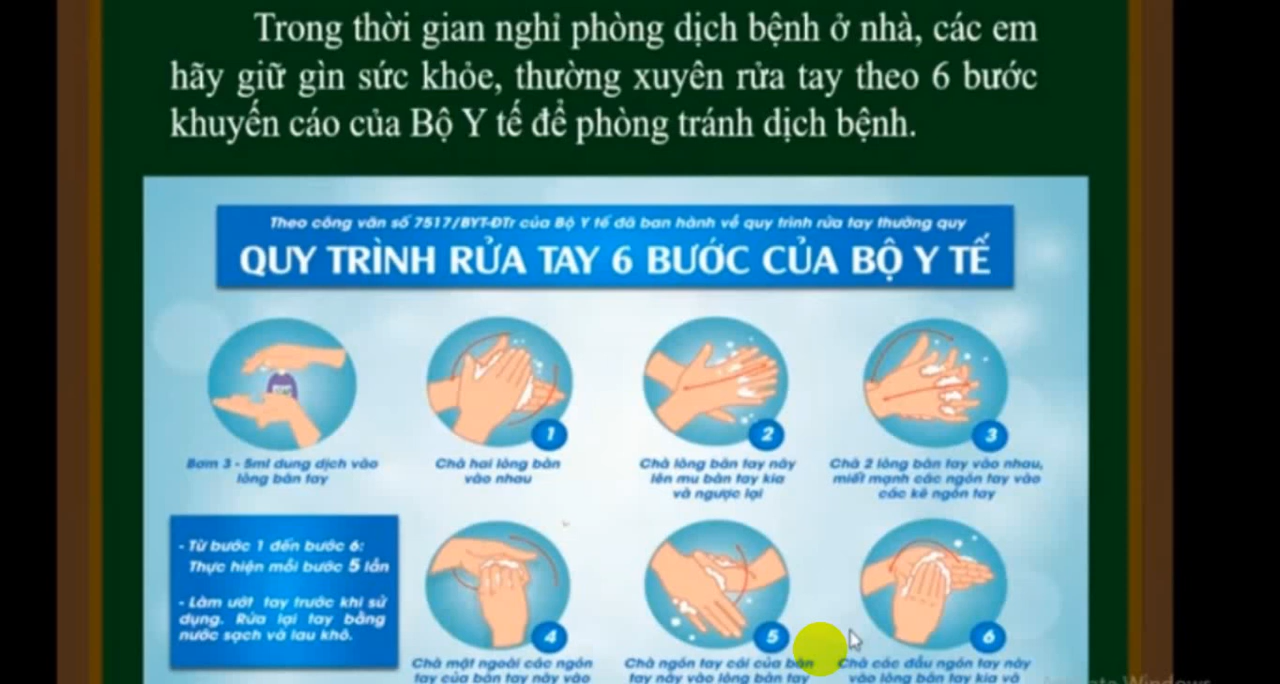 Trong thời gian nghỉ phòng dịch bệnh ở nhà, các em
hãy giữ gìn sức khỏe, thường xuyên rửa tay theo 6 bước
khuyến cáo của Bộ Y tế để phòng tránh dịch bệnh.
Theo công văn số 7517/BYT-ĐTr của Bộ Y tế đã ban hành về quy trình rửa tay thường quy
QUY TRÌNH RỬA TAY 6 BƯỚC CỦA BỘ Y TẾ
1
2
3
Bơm 3 - 5ml dung dịch vào
lòng bàn tay
Chà hai lòng bàn
vào nhau
Chà lòng bàn tay này
lên mu bàn tay kia
và ngược lại
Chà 2 lòng bàn tay vào nhau,
miết mạnh các ngón tay vào
các kẽ ngón tay
- Từ bước 1 đến bước 6:
Thực hiện mỗi bước 5 lần
- Làm ướt tay trước khi sử
dụng. Rửa lại tay bằng
nước sạch và lau khô.
4
5
6
Chà mặt ngoài các ngón
tay của bàn tay này vào
Chà ngón tay cái của bàn
tay này vào lòng bàn tay
Chà các đầu ngón tay này
vào lòng bàn tay kia và
Windows